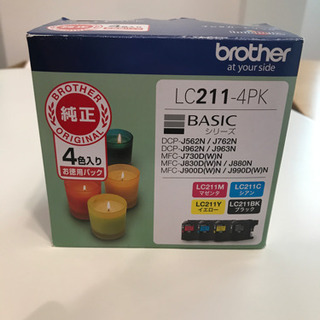 brother
at your side
BROTHER
純正
ORIGINAL
4色入り
お徳用パック
LC211-4PK
BASIC
シリーズ
DCP-J562N / J762N
DCP-J962N / J963N
MFC-J730D(W)N
MFC-J830D(W)N / J880N
MFC-J900D(W)N / J990D(W)N
LC211M
マゼンタ
LC211C
シアン
LC211Y
イエロー
LC211BK
ブラック